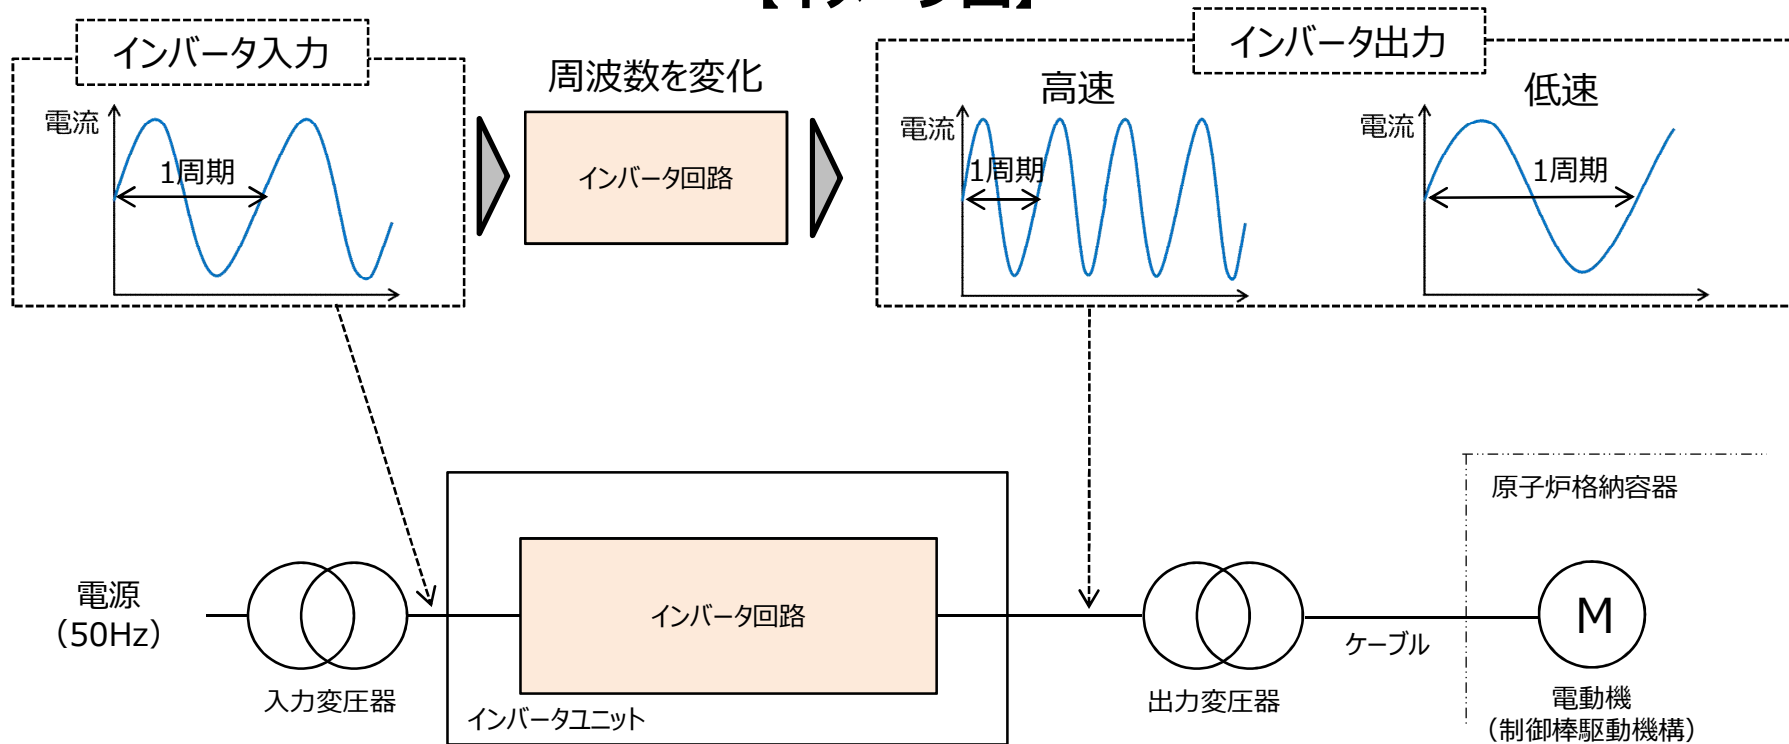 【イメージ図】
インバータ入力
インバータ出力
周波数を変化
高速
低速
電流
1周期
インバータ回路
電流
1周期
電流
1周期
原子炉格納容器
電源
（50Hz）
インバータ回路
M
ケーブル
入力変圧器
インバータユニット
出力変圧器
電動機
（制御棒駆動機構）